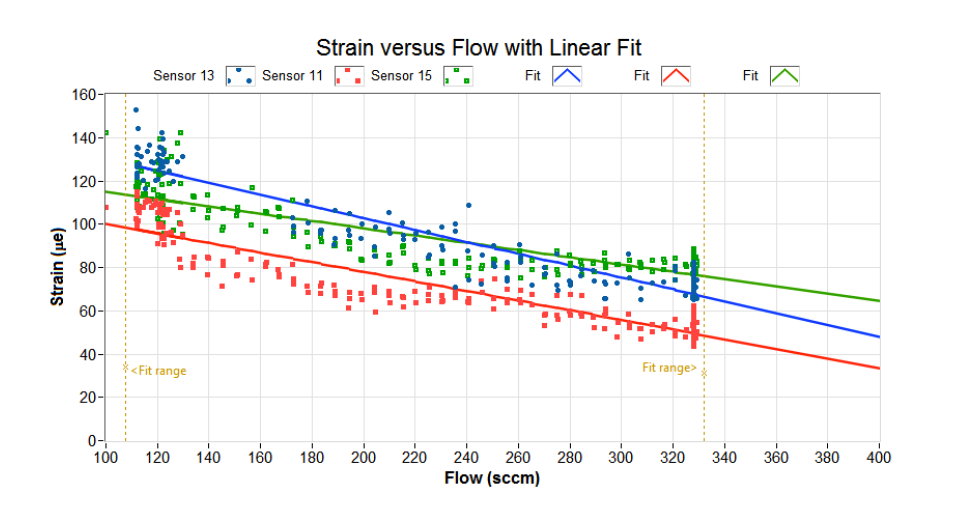 Strain versus Flow with Linear Fit
Sensor 13 Sensor 11 Sensor 15 Fit Fit Fit
160
140
120
100
80
60
40
20
0
Strain (µe)
<Fit range
Fit range>
100 120 140 160 180 200 220 240 260 280 300 320 340 360 380 400
Flow (sccm)